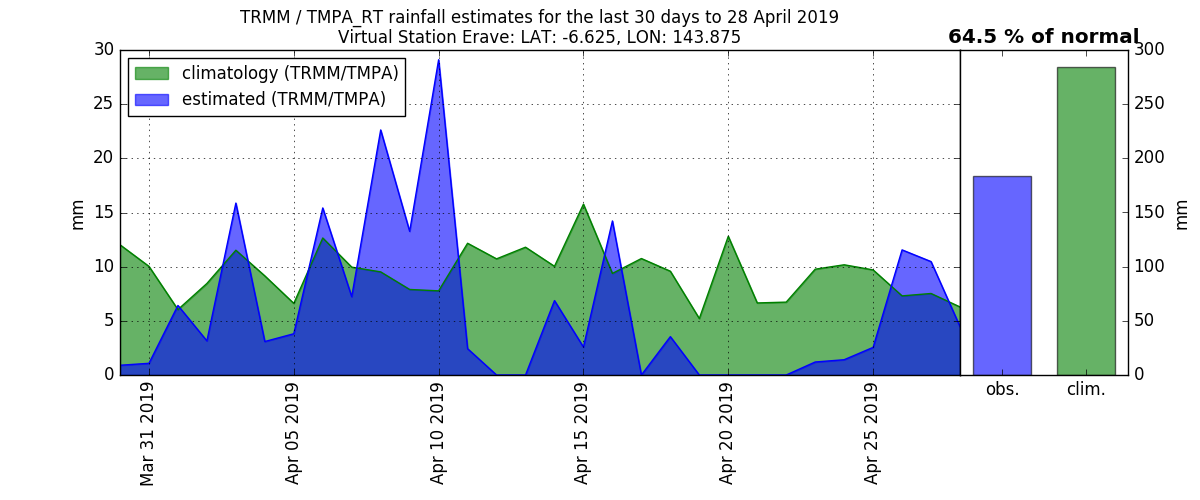 TRMM / TMPA_RT rainfall estimates for the last 30 days to 28 April 2019
Virtual Station Erave: LAT: -6.625, LON: 143.875
64.5 % of normal
climatology (TRMM/TMPA)
estimated (TRMM/TMPA)
mm
30
25
20
15
10
5
0
Mar 31 2019
Apr 05 2019
Apr 10 2019
Apr 15 2019
Apr 20 2019
Apr 25 2019
obs.
clim.
300
250
200
150
100
50
0
mm